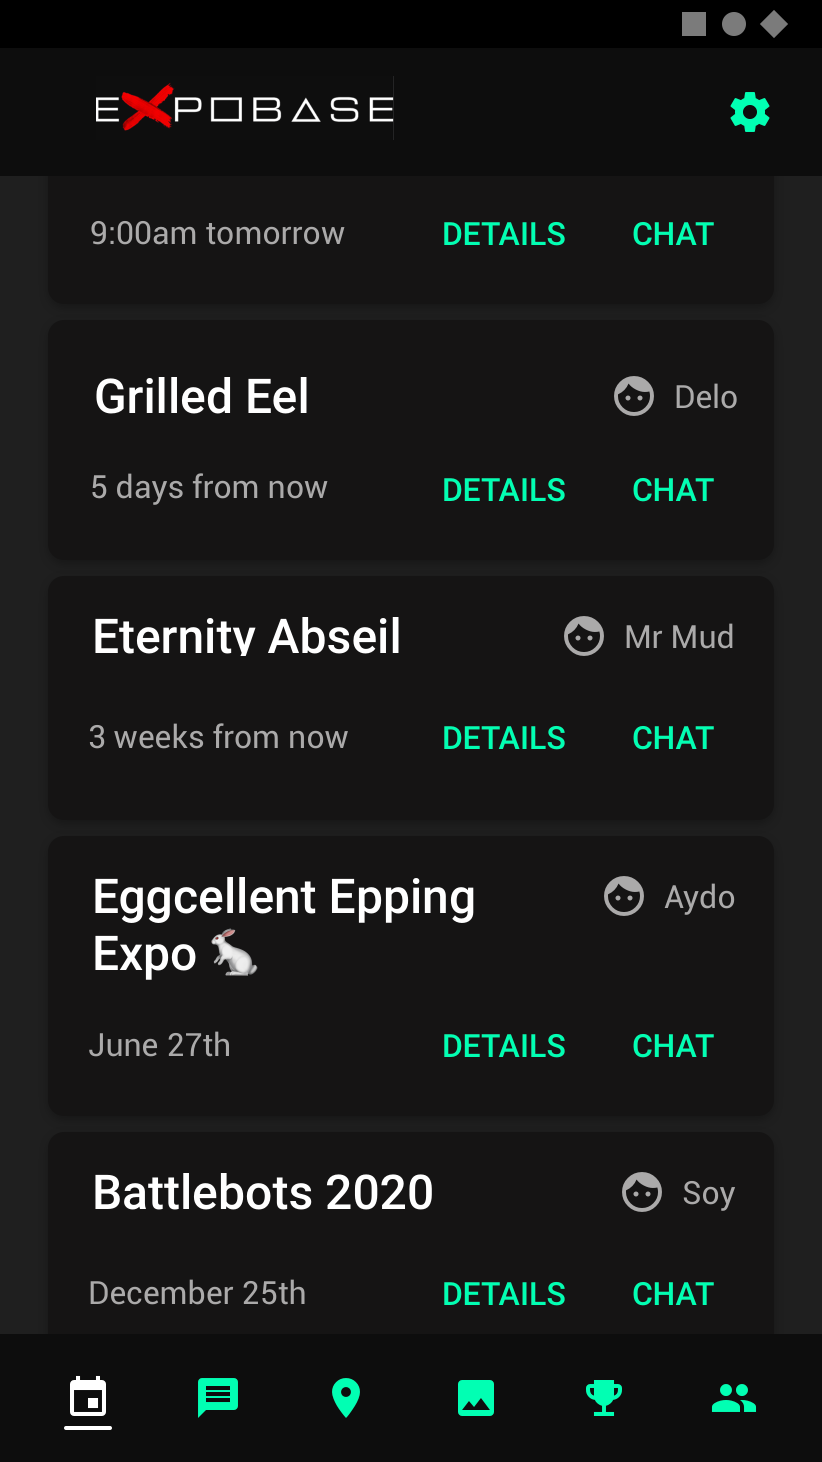 EXPOBASE
9:00am tomorrow DETAILS CHAT
Grilled Eel Delo
5 days from now DETAILS CHAT
Eternity Abseil Mr Mud
3 weeks from now DETAILS CHAT
Eggcellent Epping Aydo
Expo 🐇
June 27th DETAILS CHAT
Battlebots 2020 Soy
December 25th DETAILS CHAT